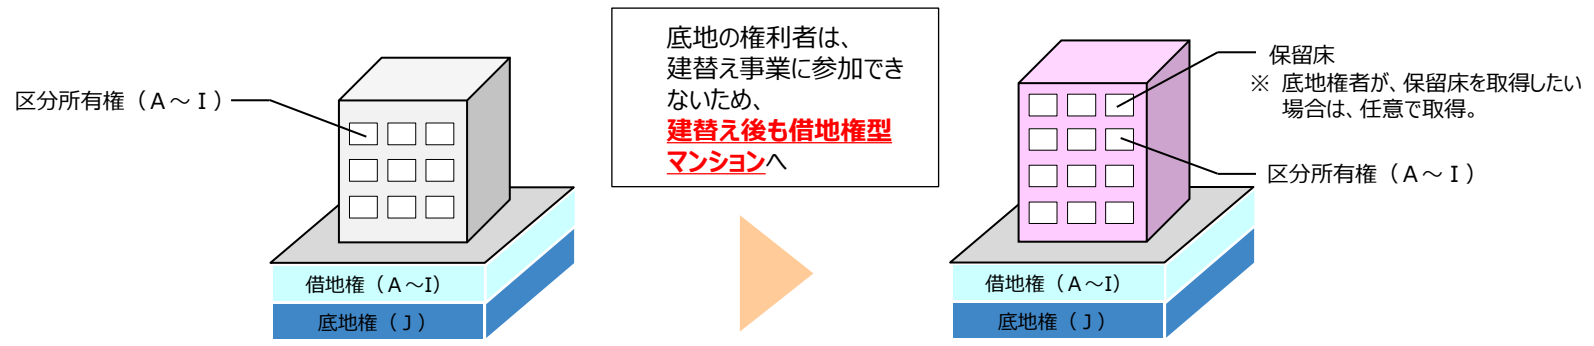 区分所有権（Ａ～Ｉ）
借地権（Ａ～I）
底地権（Ｊ）
底地の権利者は、
建替え事業に参加でき
ないため、
建替え後も借地権型
マンションへ
保留床
※ 底地権者が、保留床を取得したい
場合は、任意で取得。
区分所有権（Ａ～Ｉ）
借地権（Ａ～I）
底地権（Ｊ）